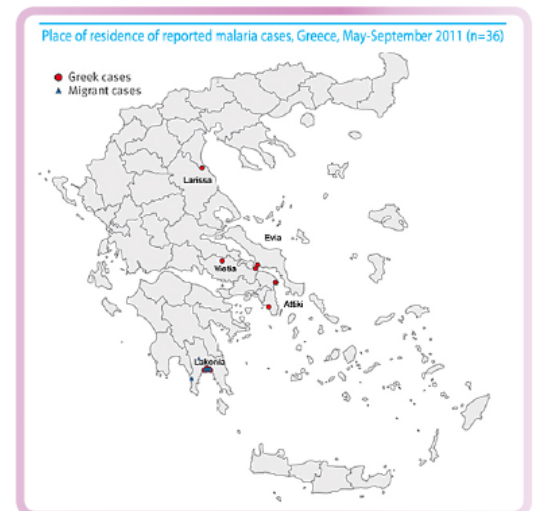 Place of residence of reported malaria cases, Greece, May-September 2011 (n=36)
Greek cases
Migrant cases
Larissa
Evia
Viotia
Attiki
Lakonia